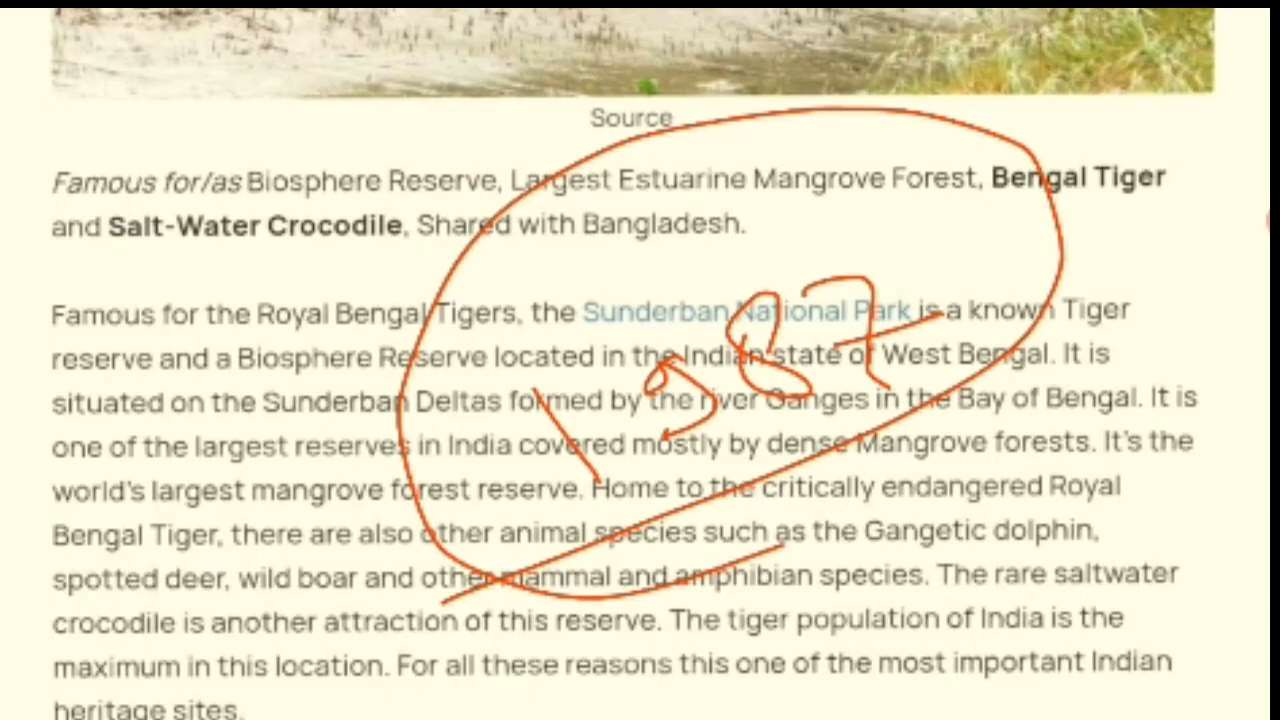 Source
Famous for/as Biosphere Reserve, Largest Estuarine Mangrove Forest, Bengal Tiger
and Salt-Water Crocodile, Shared with Bangladesh.
Famous for the Royal Bengal Tigers, the Sunderban National Park is a known Tiger
reserve and a Biosphere Reserve located in the Indian state of West Bengal. It is
situated on the Sunderban Deltas formed by the river Ganges in the Bay of Bengal. It is
one of the largest reserves in India covered mostly by dense Mangrove forests. It's the
world's largest mangrove forest reserve. Home to the critically endangered Royal
Bengal Tiger, there are also other animal species such as the Gangetic dolphin,
spotted deer, wild boar and other mammal and amphibian species. The rare saltwater
crocodile is another attraction of this reserve. The tiger population of India is the
maximum in this location. For all these reasons this one of the most important Indian
heritage sites.
1987